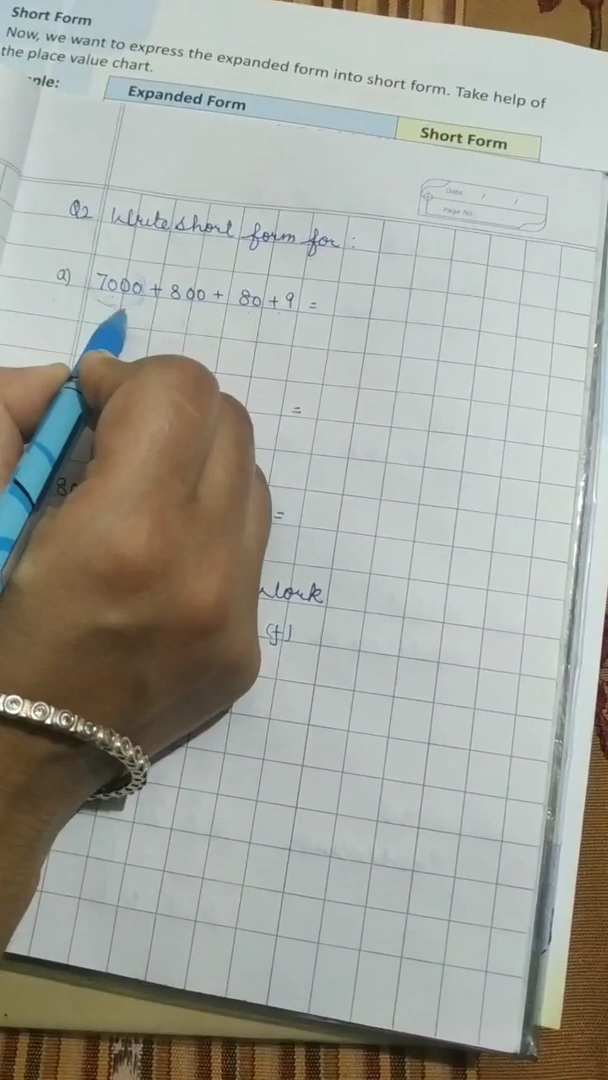 Short Form
Now, we want to express the expanded form into short form. Take help of
the place value chart.
Expanded Form
Short Form
Date
Page No.
Q2 Write short form for:
a) 7000 + 800 + 80 + 9 =
=
=
(f)